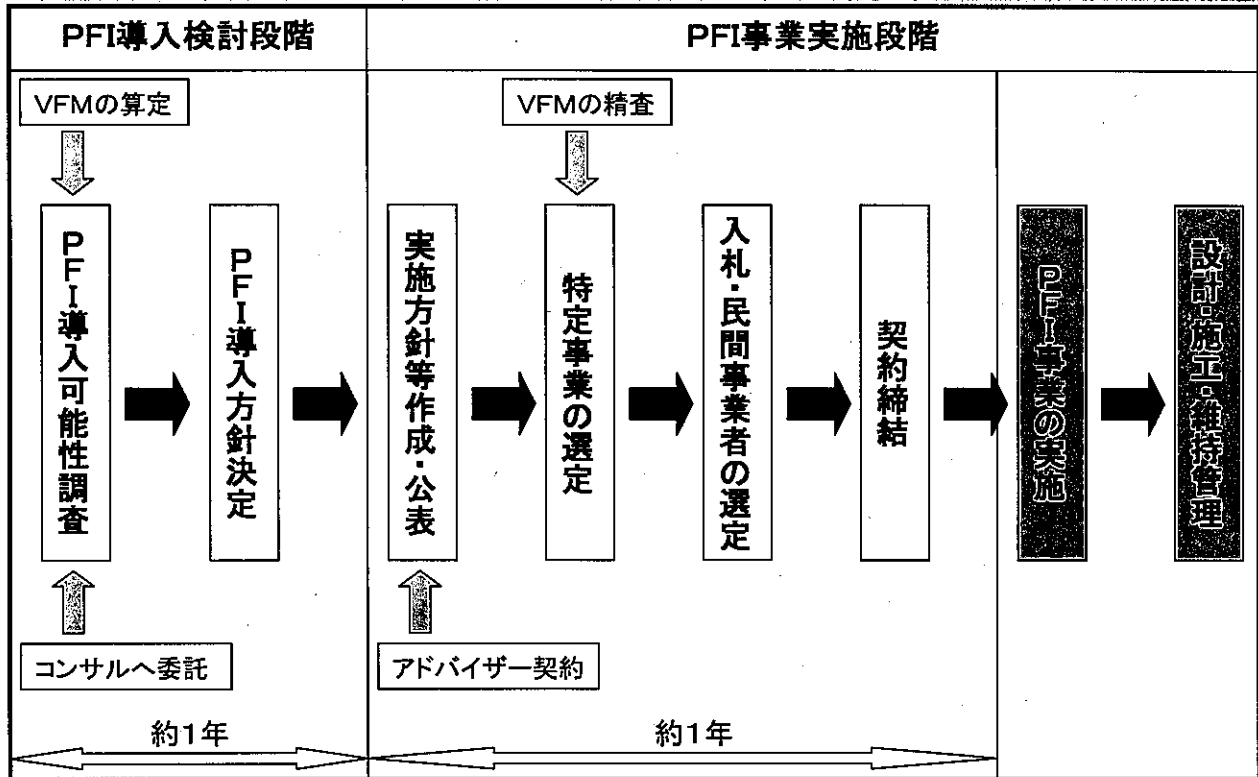 PFI導入検討段階
PFI事業実施段階
VFMの算定
VFMの精査
PFI導入可能性調査
PFI導入方針決定
実施方針等作成・公表
特定事業の選定
入札・民間事業者の選定
契約締結
PFI事業の実施
設計・施工・維持管理
コンサルへ委託
アドバイザー契約
約1年
約1年